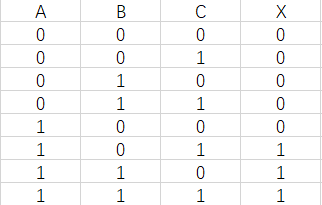 A B C X
0 0 0 0
0 0 1 0
0 1 0 0
0 1 1 0
1 0 0 0
1 0 1 1
1 1 0 1
1 1 1 1